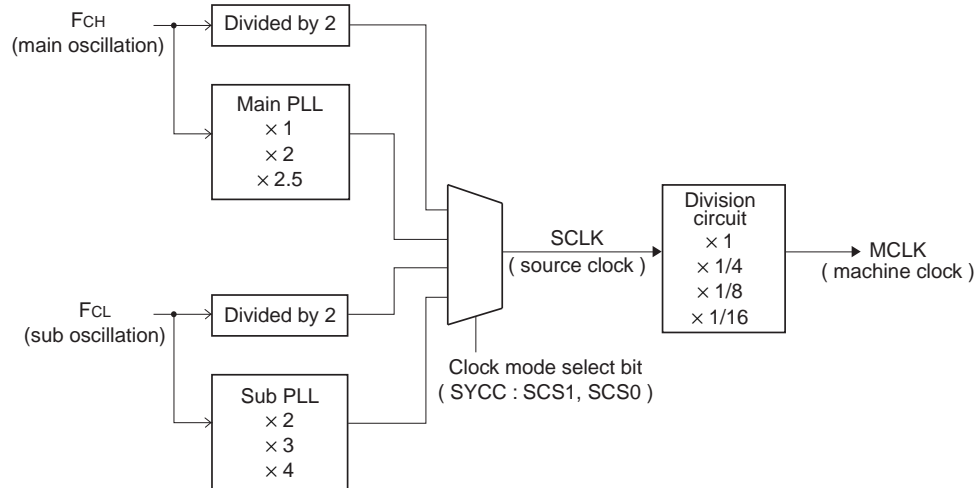 FCH
(main oscillation)
Divided by 2
Main PLL
× 1
× 2
× 2.5
FCL
(sub oscillation)
Divided by 2
Sub PLL
× 2
× 3
× 4
Clock mode select bit
( SYCC : SCS1, SCS0 )
SCLK
( source clock )
Division
circuit
× 1
× 1/4
× 1/8
× 1/16
MCLK
( machine clock )